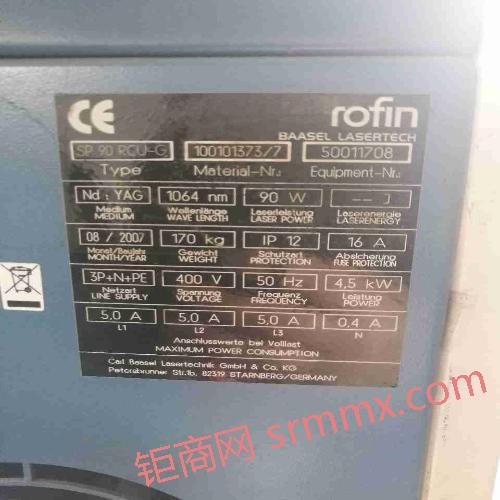 CE rofin
BAASEL LASERTECH
SP 90 RCU-G 100101373/7 50011708
Type Material-Nr.: Equipment-Nr.:
Nd:YAG 1064 nm 90 W -- J
Medium Wellenlänge Laserleistung Laserenergie
MEDIUM WAVE LENGTH LASER POWER LASERENERGY
08 / 2007 170 kg IP 12 16 A
Monat/Baujahr Gewicht Schutzart Absicherung
MONTH/YEAR WEIGHT PROTECTION FUSE PROTECTION
3P+N+PE 400 V 50 Hz 4,5 kW
Netzart Spannung Frequenz Leistung
LINE SUPPLY VOLTAGE FREQUENCY POWER
5,0 A 5,0 A 5,0 A 0,4 A
L1 L2 L3 N
Anschlusswerte bei Volllast
MAXIMUM POWER CONSUMPTION
Carl Baasel Lasertechnik GmbH & Co. KG
Petersbrunner Str.1b, 82319 STARNBERG/GERMANY
钜商网 srmmx.com